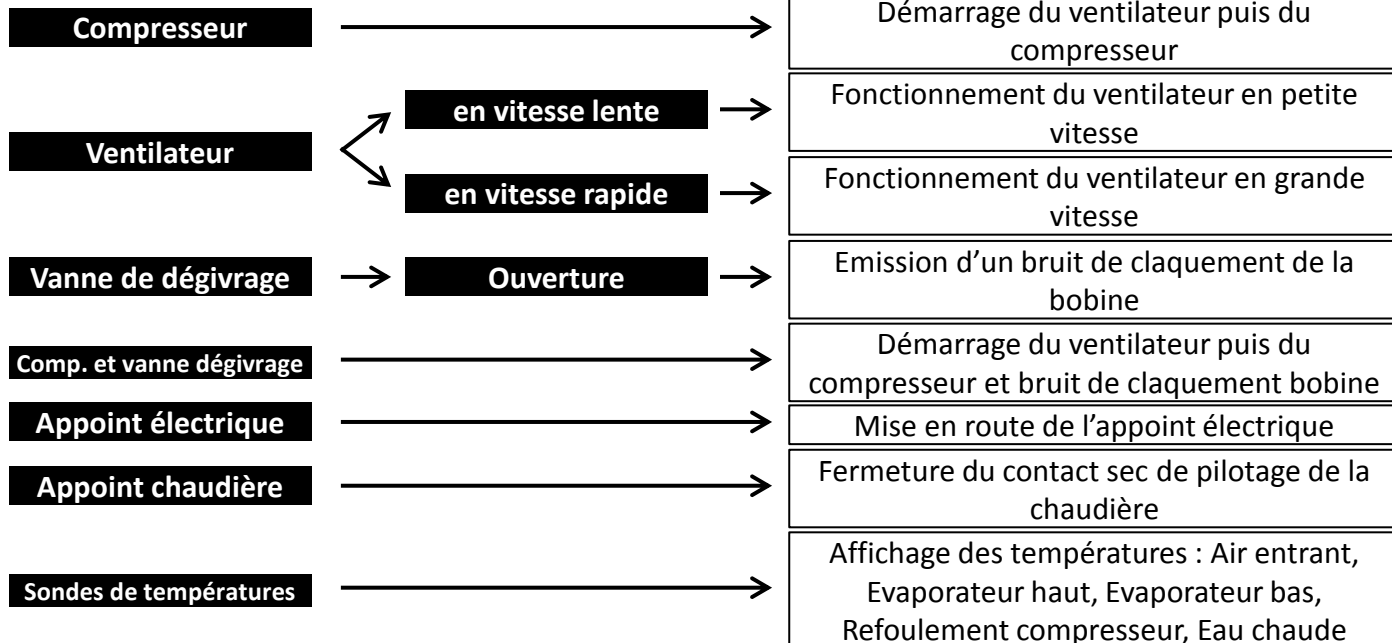 Compresseur
Démarrage du ventilateur puis du
compresseur
Ventilateur
en vitesse lente
Fonctionnement du ventilateur en petite
vitesse
en vitesse rapide
Fonctionnement du ventilateur en grande
vitesse
Vanne de dégivrage
Ouverture
Emission d’un bruit de claquement de la
bobine
Comp. et vanne dégivrage
Démarrage du ventilateur puis du
compresseur et bruit de claquement bobine
Appoint électrique
Mise en route de l’appoint électrique
Appoint chaudière
Fermeture du contact sec de pilotage de la
chaudière
Sondes de températures
Affichage des températures : Air entrant,
Evaporateur haut, Evaporateur bas,
Refoulement compresseur, Eau chaude